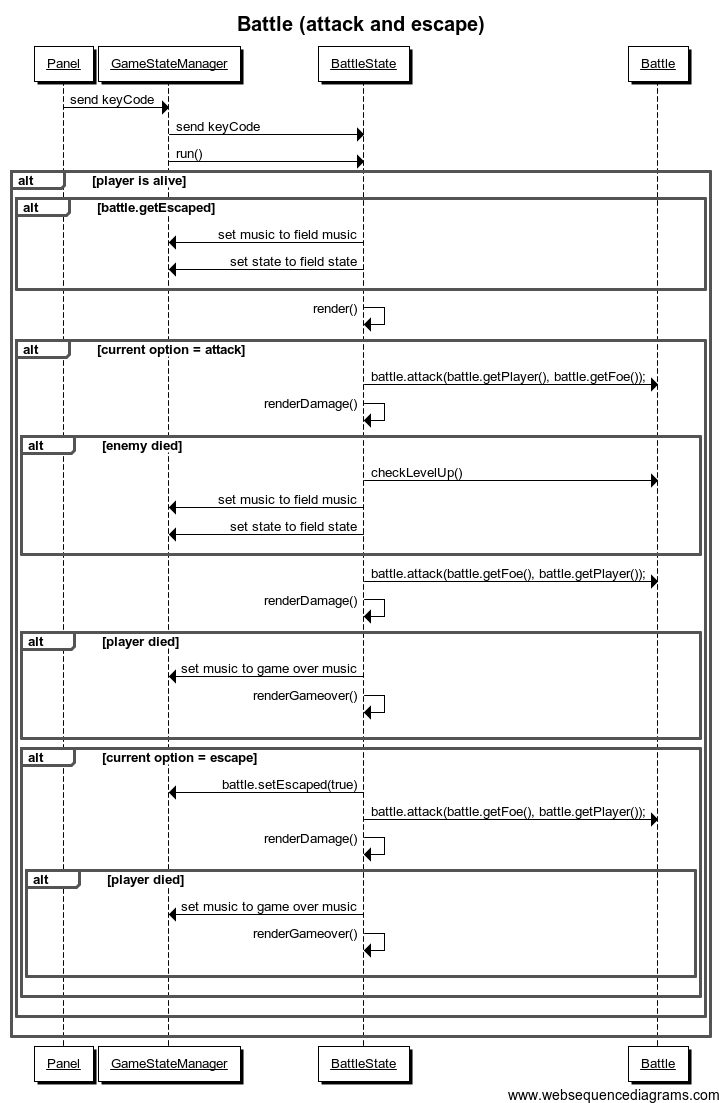 Battle (attack and escape)
Panel GameStateManager BattleState Battle
send keyCode
send keyCode
run()
alt [player is alive]
alt [battle.getEscaped]
set music to field music
set state to field state
render()
alt [current option = attack]
battle.attack(battle.getPlayer(), battle.getFoe());
renderDamage()
alt [enemy died]
checkLevelUp()
set music to field music
set state to field state
battle.attack(battle.getFoe(), battle.getPlayer());
renderDamage()
alt [player died]
set music to game over music
renderGameover()
alt [current option = escape]
battle.setEscaped(true)
battle.attack(battle.getFoe(), battle.getPlayer());
renderDamage()
alt [player died]
set music to game over music
renderGameover()
Panel GameStateManager BattleState Battle
www.websequencediagrams.com